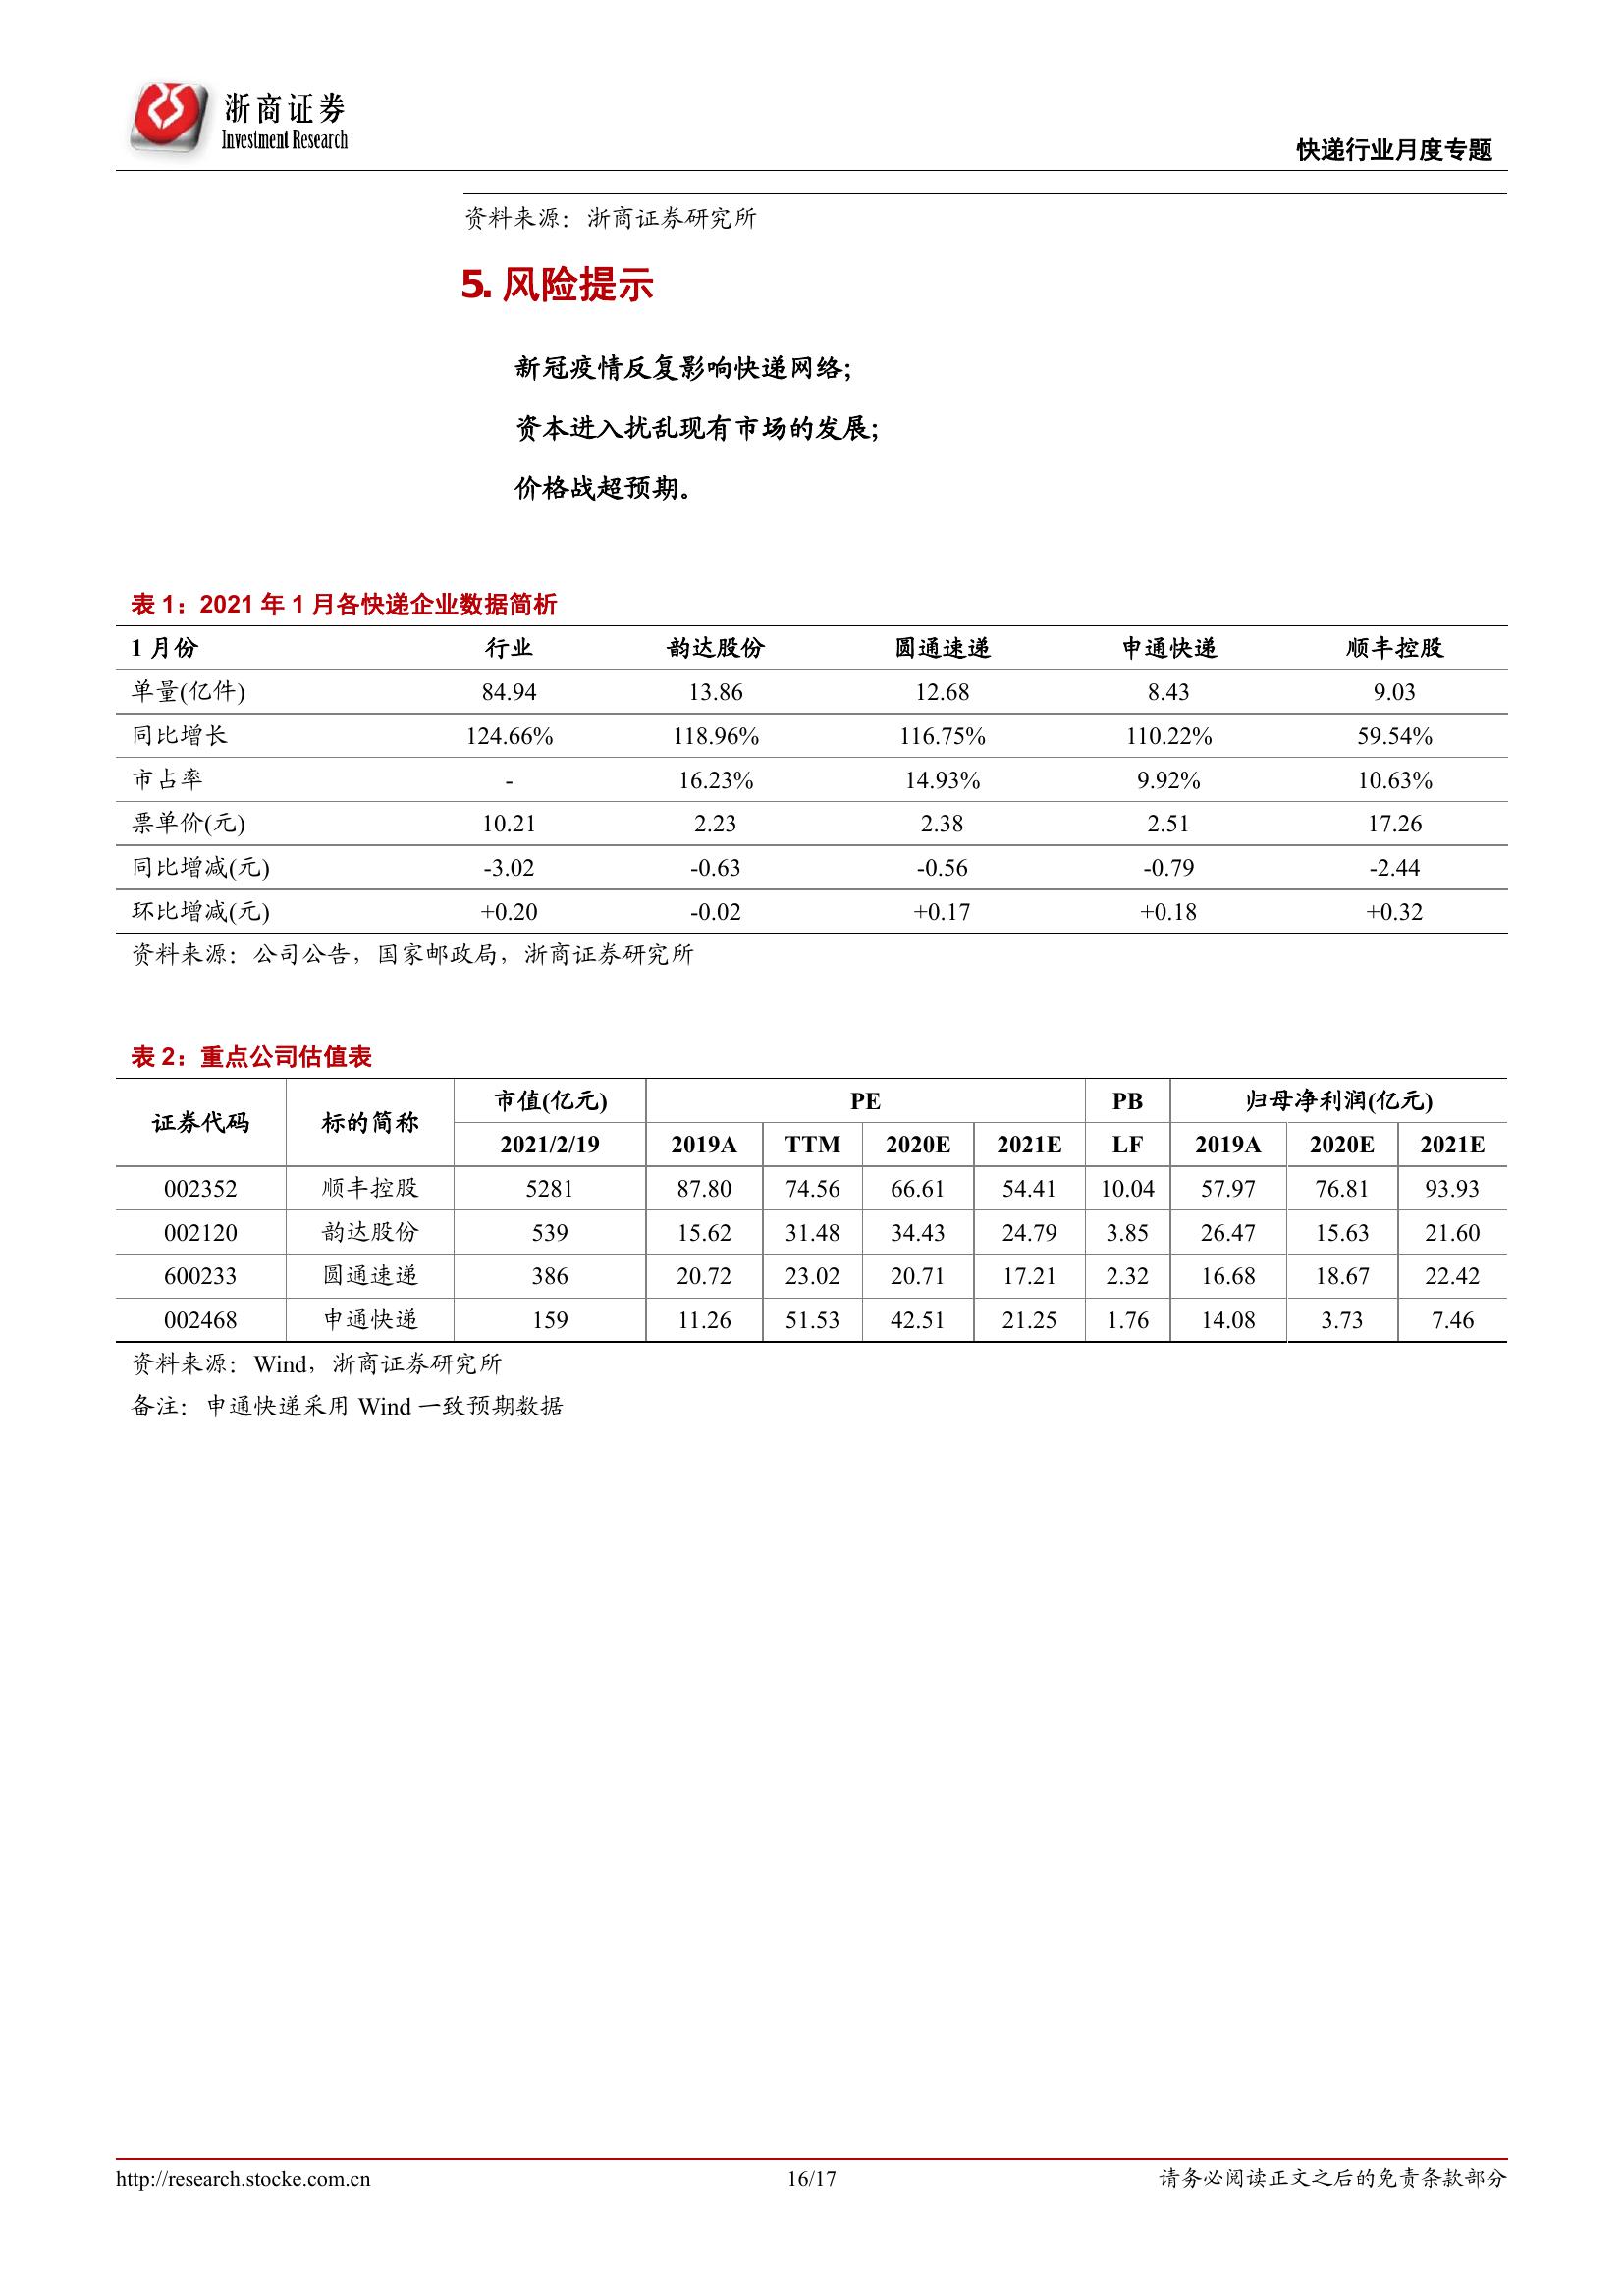 浙商证券
Investment Research
快递行业月度专题
资料来源：浙商证券研究所
5. 风险提示
新冠疫情反复影响快递网络；
资本进入扰乱现有市场的发展；
价格战超预期。
表 1：2021 年 1 月各快递企业数据简析
1 月份 行业 韵达股份 圆通速递 申通快递 顺丰控股
单量(亿件) 84.94 13.86 12.68 8.43 9.03
同比增长 124.66% 118.96% 116.75% 110.22% 59.54%
市占率 - 16.23% 14.93% 9.92% 10.63%
票单价(元) 10.21 2.23 2.38 2.51 17.26
同比增减(元) -3.02 -0.63 -0.56 -0.79 -2.44
环比增减(元) +0.20 -0.02 +0.17 +0.18 +0.32
资料来源：公司公告，国家邮政局，浙商证券研究所
表 2：重点公司估值表
证券代码 标的简称 市值(亿元) PE PB 归母净利润(亿元)
2021/2/19 2019A TTM 2020E 2021E LF 2019A 2020E 2021E
002352 顺丰控股 5281 87.80 74.56 66.61 54.41 10.04 57.97 76.81 93.93
002120 韵达股份 539 15.62 31.48 34.43 24.79 3.85 26.47 15.63 21.60
600233 圆通速递 386 20.72 23.02 20.71 17.21 2.32 16.68 18.67 22.42
002468 申通快递 159 11.26 51.53 42.51 21.25 1.76 14.08 3.73 7.46
资料来源：Wind，浙商证券研究所
备注：申通快递采用 Wind 一致预期数据
http://research.stocke.com.cn 16/17 请务必阅读正文之后的免责条款部分